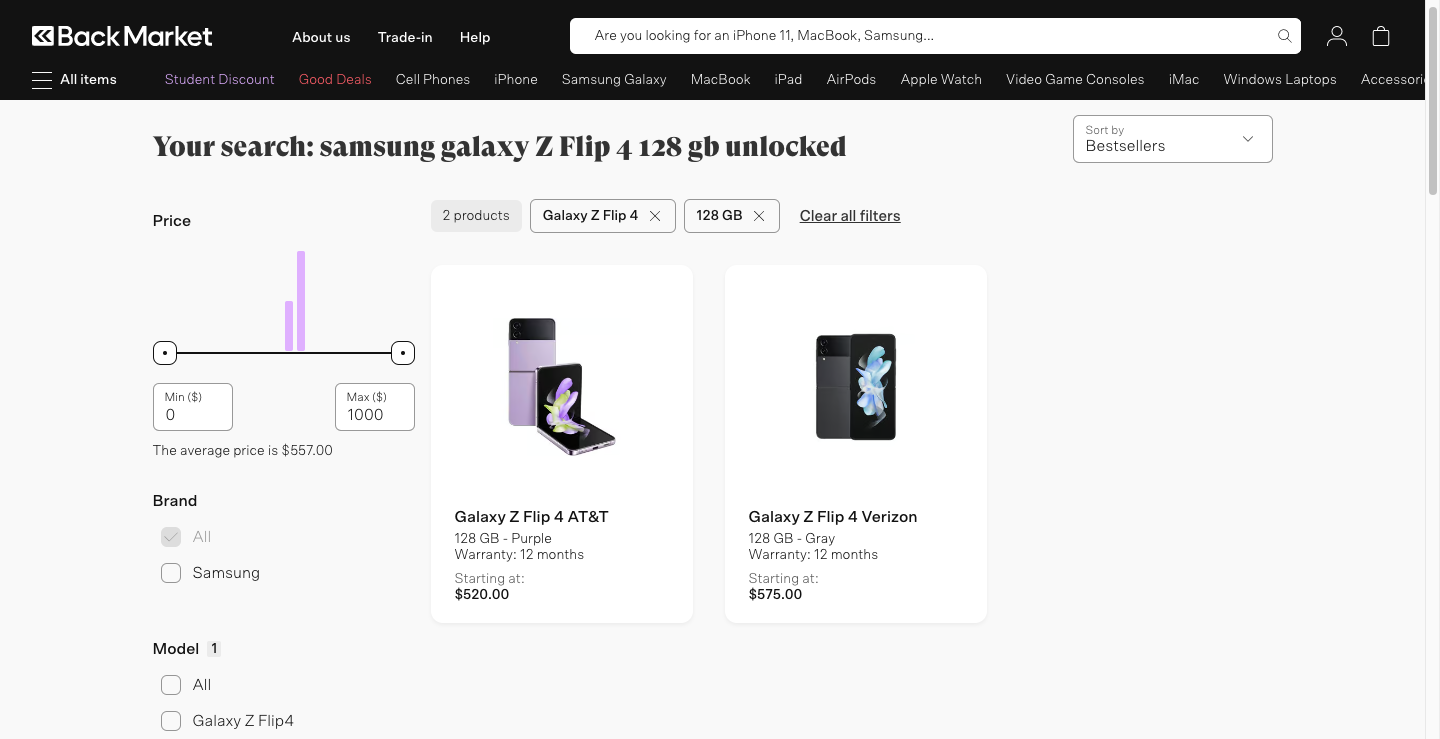 Back Market
About us
Trade-in
Help
Are you looking for an iPhone 11, MacBook, Samsung...
All items
Student Discount
Good Deals
Cell Phones
iPhone
Samsung Galaxy
MacBook
iPad
AirPods
Apple Watch
Video Game Consoles
iMac
Windows Laptops
Accessori
Your search: samsung galaxy Z Flip 4 128 gb unlocked
Sort by
Bestsellers
Price
2 products
Galaxy Z Flip 4
128 GB
Clear all filters
Min ($)
0
Max ($)
1000
The average price is $557.00
Brand
All
Samsung
Model 1
All
Galaxy Z Flip4
Galaxy Z Flip 4 AT&T
128 GB - Purple
Warranty: 12 months
Starting at:
$520.00
Galaxy Z Flip 4 Verizon
128 GB - Gray
Warranty: 12 months
Starting at:
$575.00